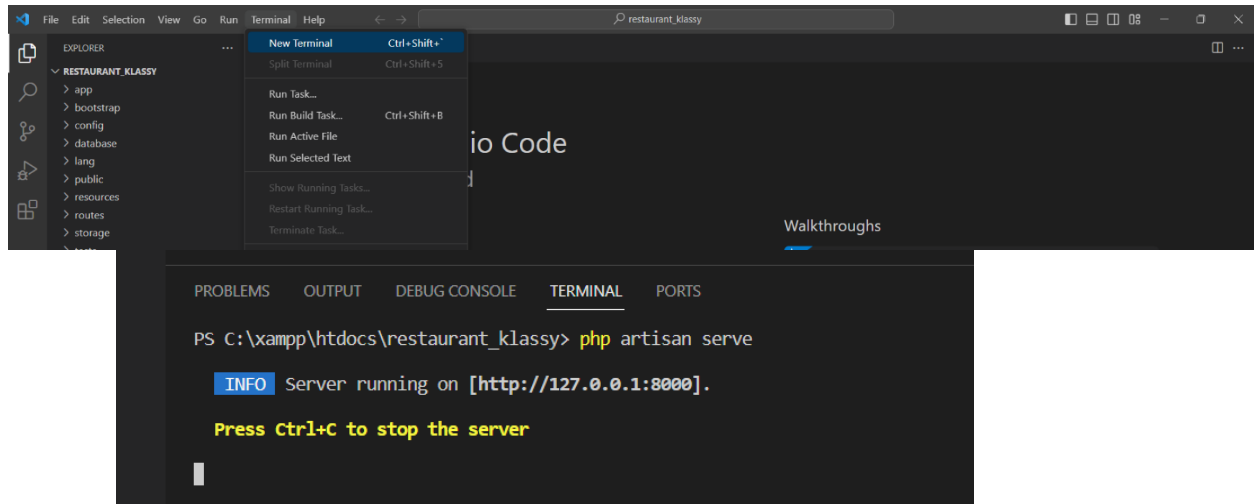 File Edit Selection View Go Run Terminal Help restaurant_klassy
EXPLORER
RESTAURANT_KLASSY
app
bootstrap
config
database
lang
public
resources
routes
storage
New Terminal Ctrl+Shift+`
Split Terminal Ctrl+Shift+5
Run Task...
Run Build Task... Ctrl+Shift+B
Run Active File
Run Selected Text
Show Running Tasks...
Restart Running Task...
Terminate Task...
io Code
Walkthroughs
PROBLEMS OUTPUT DEBUG CONSOLE TERMINAL PORTS
PS C:\xampp\htdocs\restaurant_klassy> php artisan serve
INFO Server running on [http://127.0.0.1:8000].
Press Ctrl+C to stop the server